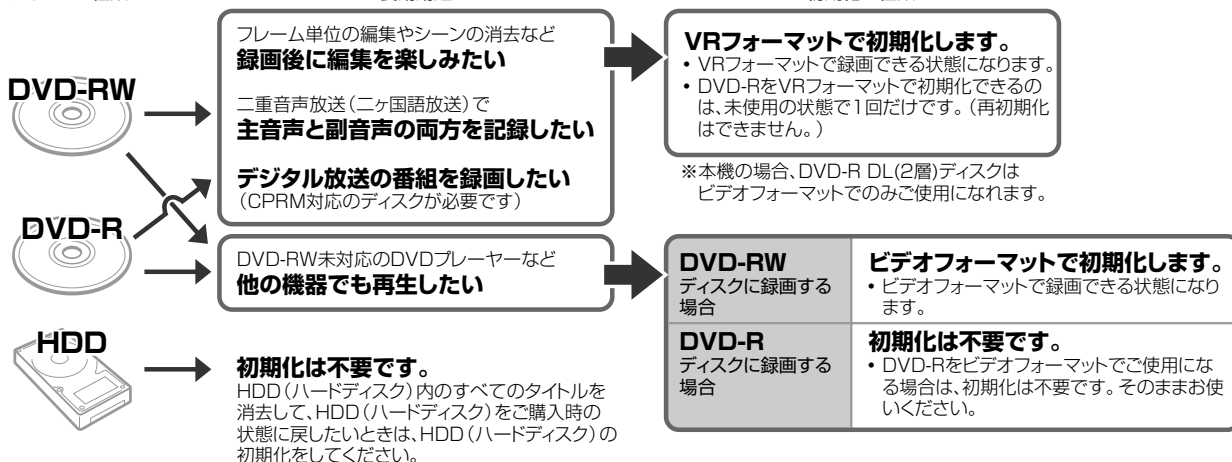 DVD-RW
DVD-R
HDD
フレーム単位の編集やシーンの消去など
録画後に編集を楽しみたい
二重音声放送(二ヶ国語放送)で
主音声と副音声の両方を記録したい
デジタル放送の番組を録画したい
(CPRM対応のディスクが必要です)
DVD-RW未対応のDVDプレーヤーなど
他の機器でも再生したい
初期化は不要です。
HDD(ハードディスク)内のすべてのタイトルを
消去して、HDD(ハードディスク)をご購入時の
状態に戻したいときは、HDD(ハードディスク)の
初期化をしてください。
VRフォーマットで初期化します。
• VRフォーマットで録画できる状態になります。
• DVD-RをVRフォーマットで初期化できるの
は、未使用の状態で1回だけです。(再初期化
はできません。)
※本機の場合、DVD-R DL(2層)ディスクは
ビデオフォーマットでのみご使用になれます。
DVD-RW
ディスクに録画する
場合
ビデオフォーマットで初期化します。
• ビデオフォーマットで録画できる状態になり
ます。
DVD-R
ディスクに録画する
場合
初期化は不要です。
• DVD-Rをビデオフォーマットでご使用にな
る場合は、初期化は不要です。そのままお使
いください。